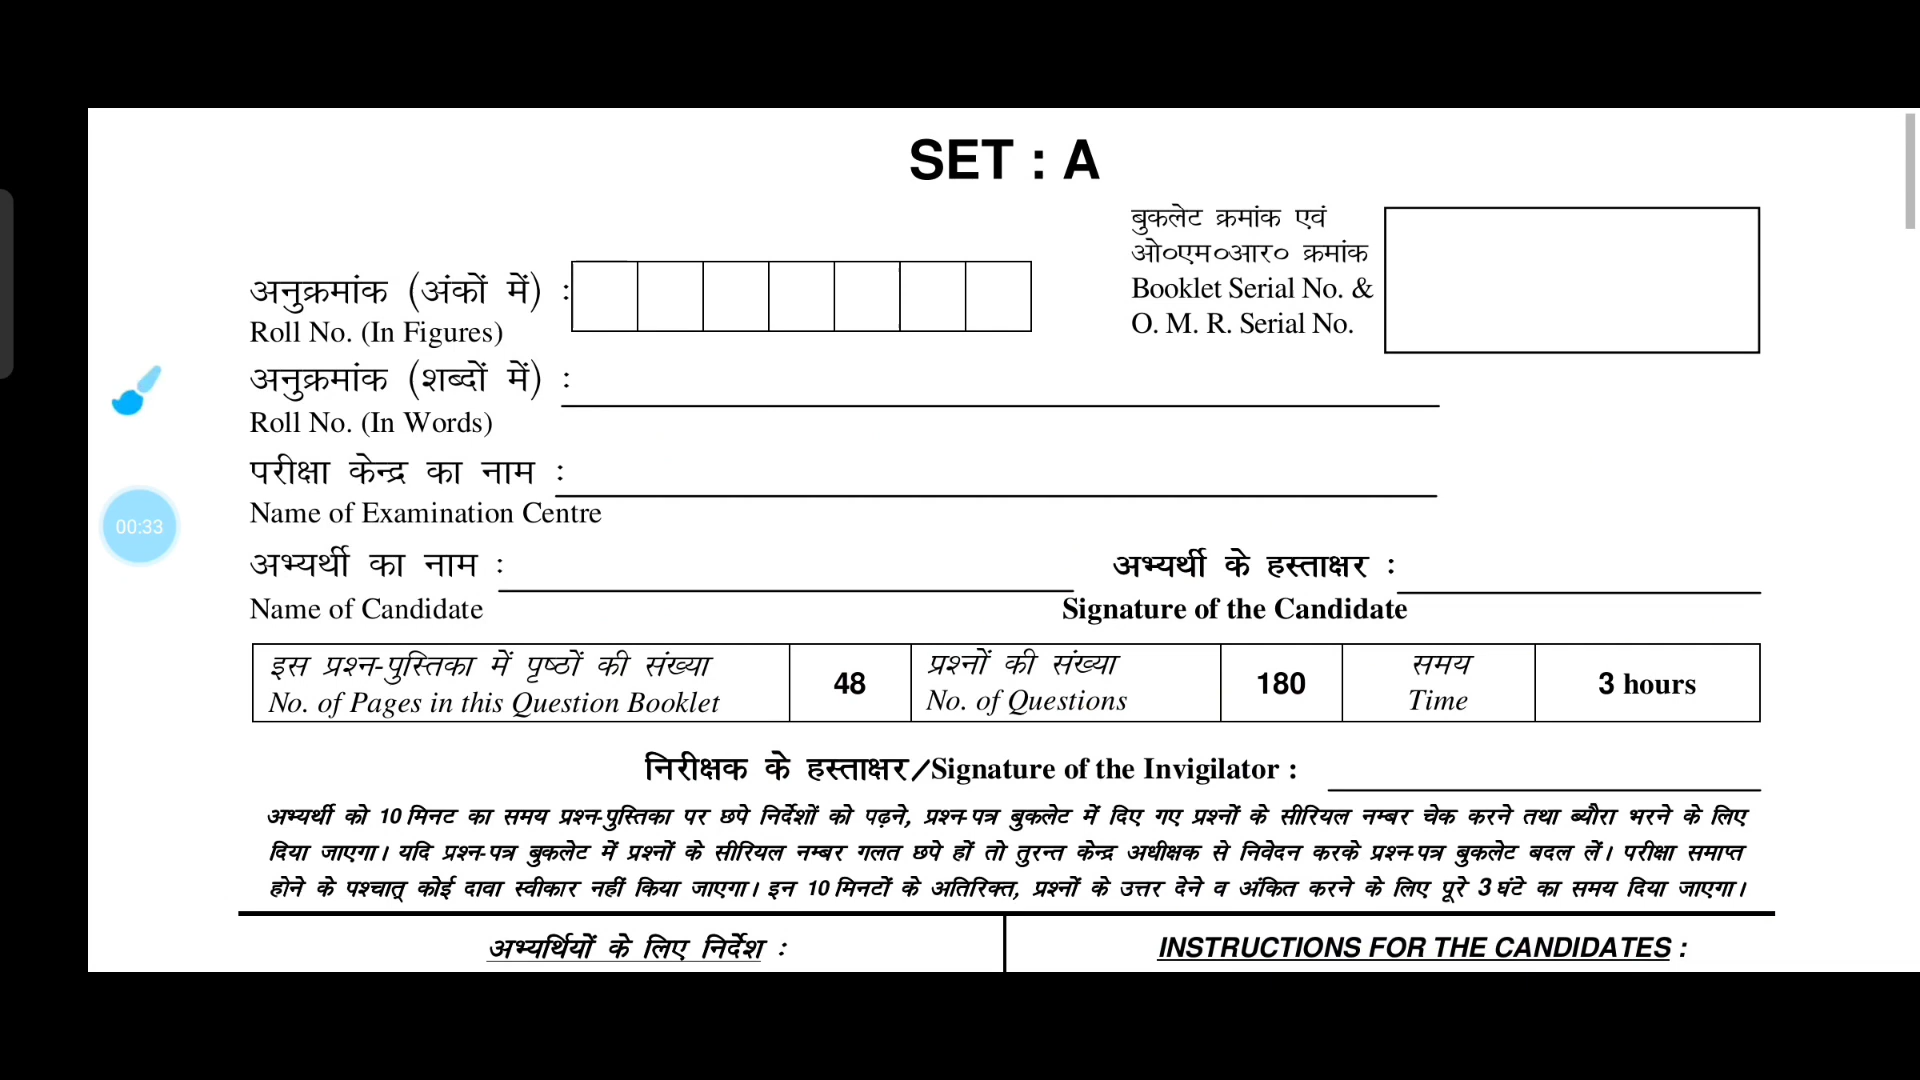 SET : A
बुकलेट क्रमांक एवं
ओ०एम०आर० क्रमांक
Booklet Serial No. &
O. M. R. Serial No.
अनुक्रमांक (अंकों में) :
Roll No. (In Figures)
अनुक्रमांक (शब्दों में) :
Roll No. (In Words)
परीक्षा केन्द्र का नाम :
Name of Examination Centre
00:33
अभ्यर्थी का नाम : अभ्यर्थी के हस्ताक्षर :
Name of Candidate Signature of the Candidate
इस प्रश्न-पुस्तिका में पृष्ठों की संख्या
No. of Pages in this Question Booklet
48
प्रश्नों की संख्या
No. of Questions
180
समय
Time
3 hours
निरीक्षक के हस्ताक्षर/Signature of the Invigilator :
अभ्यर्थी को 10 मिनट का समय प्रश्न-पुस्तिका पर छपे निर्देशों को पढ़ने, प्रश्न-पत्र बुकलेट में दिए गए प्रश्नों के सीरियल नम्बर चेक करने तथा ब्यौरा भरने के लिए
दिया जाएगा। यदि प्रश्न-पत्र बुकलेट में प्रश्नों के सीरियल नम्बर गलत छपे हों तो तुरन्त केन्द्र अधीक्षक से निवेदन करके प्रश्न-पत्र बुकलेट बदल लें। परीक्षा समाप्त
होने के पश्चात् कोई दावा स्वीकार नहीं किया जाएगा। इन 10 मिनटों के अतिरिक्त, प्रश्नों के उत्तर देने व अंकित करने के लिए पूरे 3 घंटे का समय दिया जाएगा।
अभ्यर्थियों के लिए निर्देश :
INSTRUCTIONS FOR THE CANDIDATES :